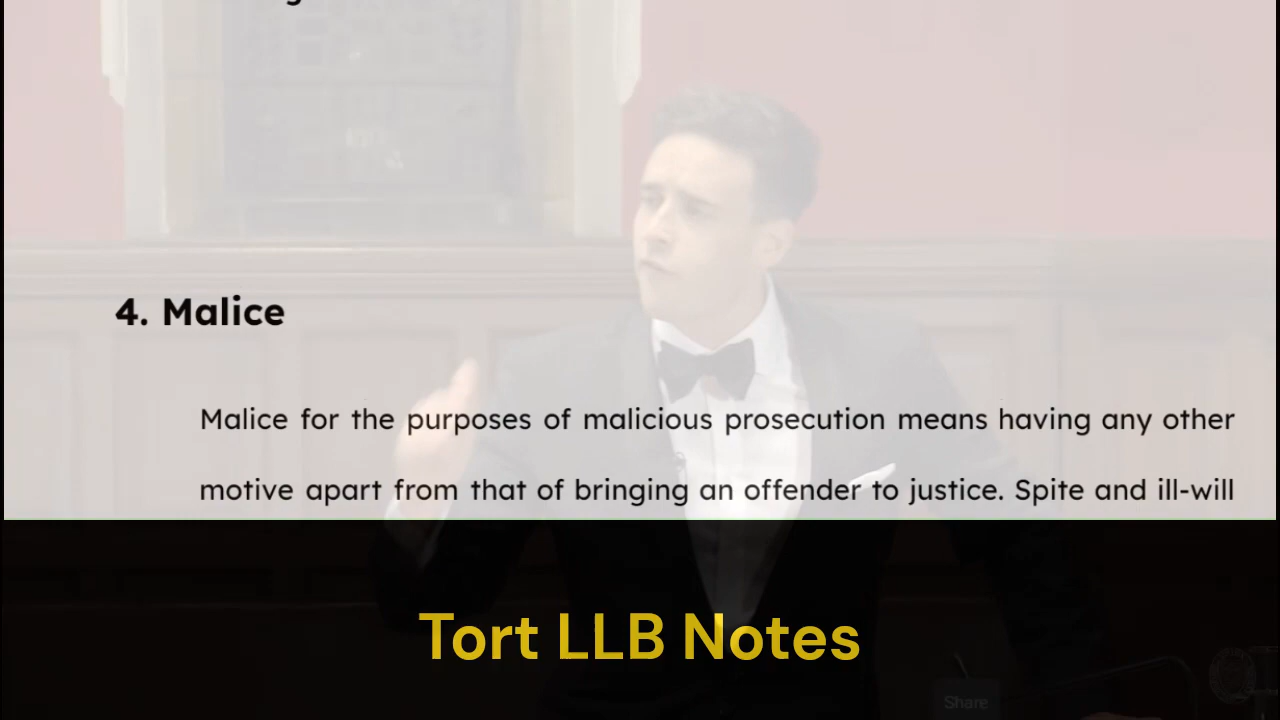 4. Malice
Malice for the purposes of malicious prosecution means having any other
motive apart from that of bringing an offender to justice. Spite and ill-will
Tort LLB Notes
Share